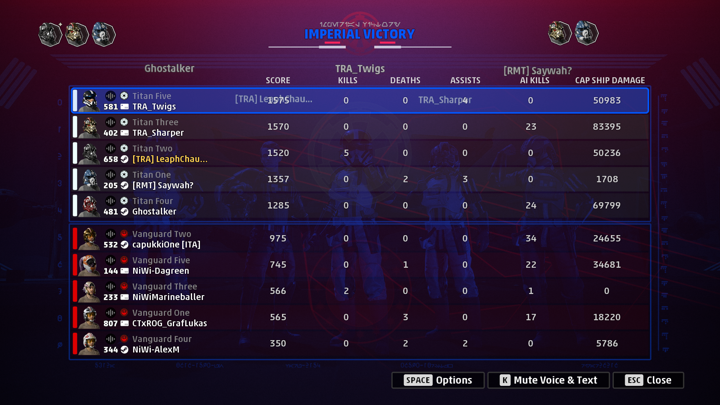 IMPERIAL VICTORY
Ghostalker
TRA_Twigs
[RMT] Saywah?
SCORE KILLS DEATHS ASSISTS AI KILLS CAP SHIP DAMAGE
[TRA] LeaphChau...
TRA_Sharper
Titan Five
581 TRA_Twigs 1575 0 0 4 0 50983
Titan Three
402 TRA_Sharper 1570 0 0 0 23 83395
Titan Two
658 [TRA] LeaphChau... 1520 5 0 0 0 50236
Titan One
205 [RMT] Saywah? 1357 0 2 3 0 1708
Titan Four
481 Ghostalker 1285 0 0 0 24 69799
Vanguard Two
532 capukkiOne [ITA] 975 0 0 0 34 24655
Vanguard Five
144 NiWi-Dagreen 745 0 1 0 22 34681
Vanguard Three
233 NiWiMarineballer 566 2 0 0 1 0
Vanguard One
807 CTxROG_GrafLukas 565 0 3 0 17 18220
Vanguard Four
344 NiWi-AlexM 350 0 2 2 0 5786
SPACE Options K Mute Voice & Text ESC Close